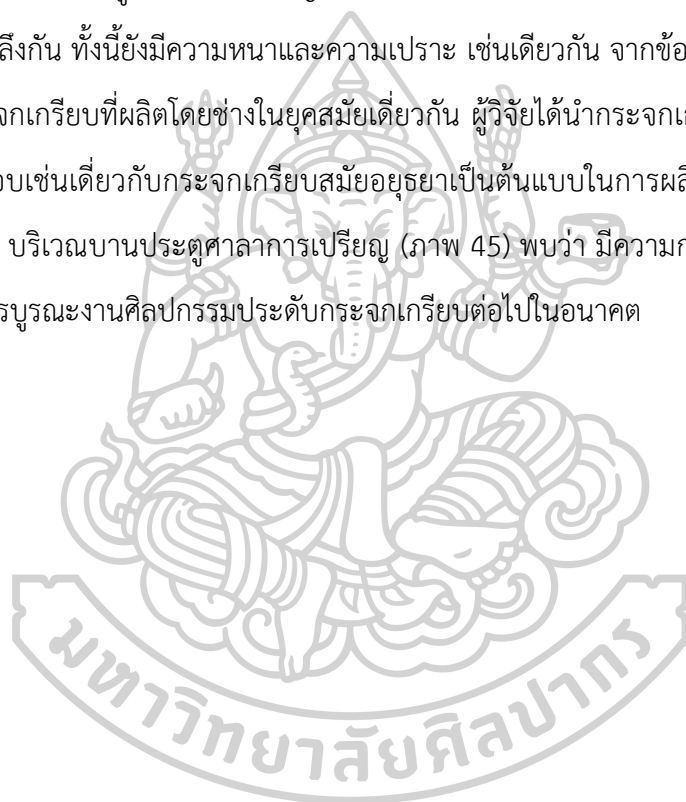 ลึงกัน ทั้งนี้ยังมีความหนาและความเปราะ เช่นเดียวกัน จากข้อ
จกเกรียบที่ผลิตโดยช่างในยุคสมัยเดี่ยวกัน ผู้วิจัยได้นำกระจกเก
อบเช่นเดี่ยวกับกระจกเกรียบสมัยอยุธยาเป็นต้นแบบในการผลิ
บริเวณบานประตูศาลาการเปรียญ (ภาพ 45) พบว่า มีความก
รบูรณะงานศิลปกรรมประดับกระจกเกรียบต่อไปในอนาคต
มหาวิทยาลัยศิลปากร